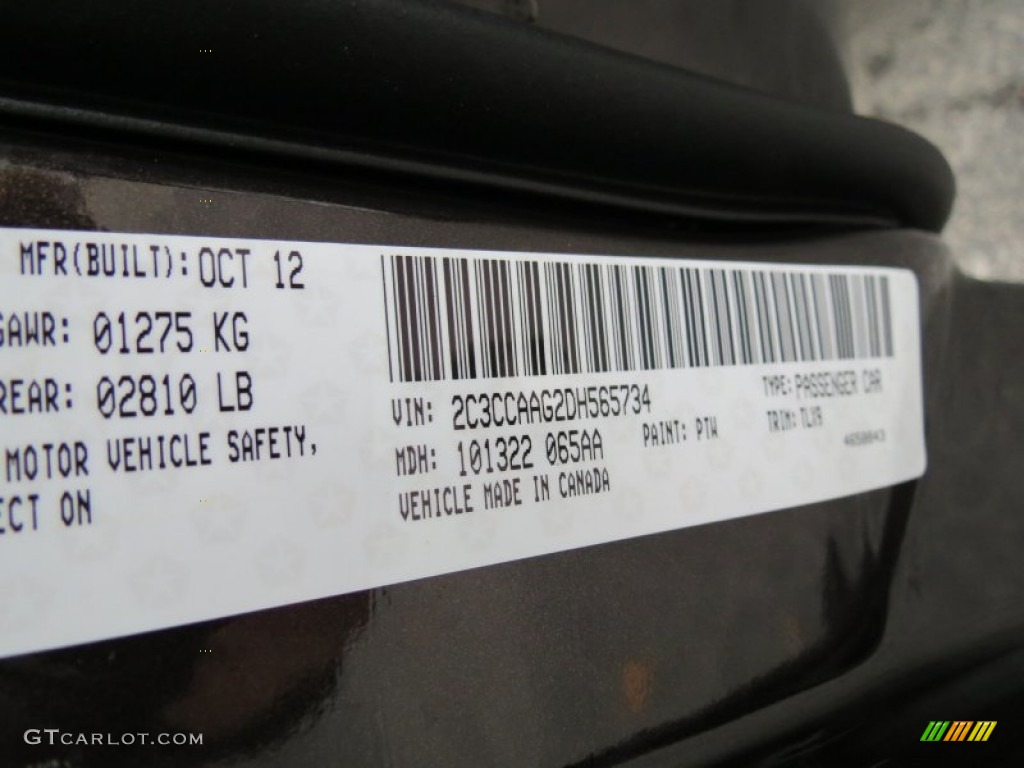 MFR(BUILT): OCT 12
GAWR: 01275 KG
REAR: 02810 LB
MOTOR VEHICLE SAFETY,
ECT ON
VIN: 2C3CCAAG2DH565734
TYPE: PASSENGER CAR
MDH: 101322 065AA
PAINT: PTW
TRIM: TLX9
VEHICLE MADE IN CANADA
GTCARLOT.COM